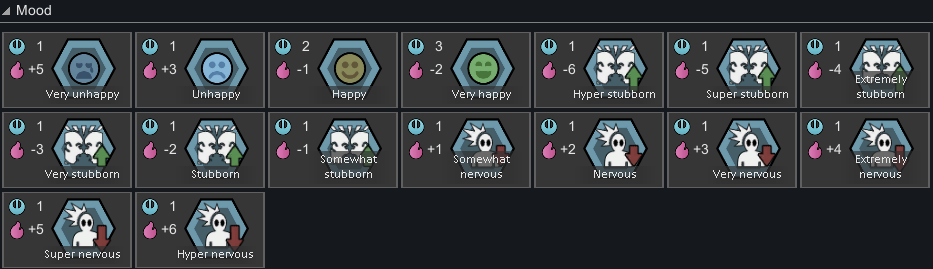 Mood
1
+5
Very unhappy
1
+3
Unhappy
2
-1
Happy
3
-2
Very happy
1
-6
Hyper stubborn
1
-5
Super stubborn
1
-4
Extremely
stubborn
1
-3
Very stubborn
1
-2
Stubborn
1
-1
Somewhat
stubborn
1
+1
Somewhat
nervous
1
+2
Nervous
1
+3
Very nervous
1
+4
Extremely
nervous
1
+5
Super nervous
1
+6
Hyper nervous